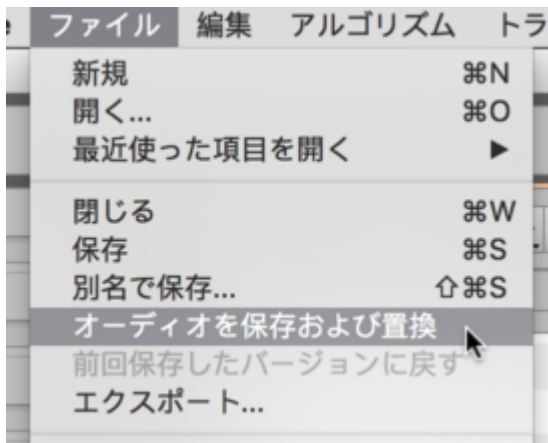 ファイル 編集 アルゴリズム トラ
新規 ⌘N
開く... ⌘O
最近使った項目を開く ▶
閉じる ⌘W
保存 ⌘S
別名で保存... ⇧⌘S
オーディオを保存および置換
前回保存したバージョンに戻す
エクスポート...